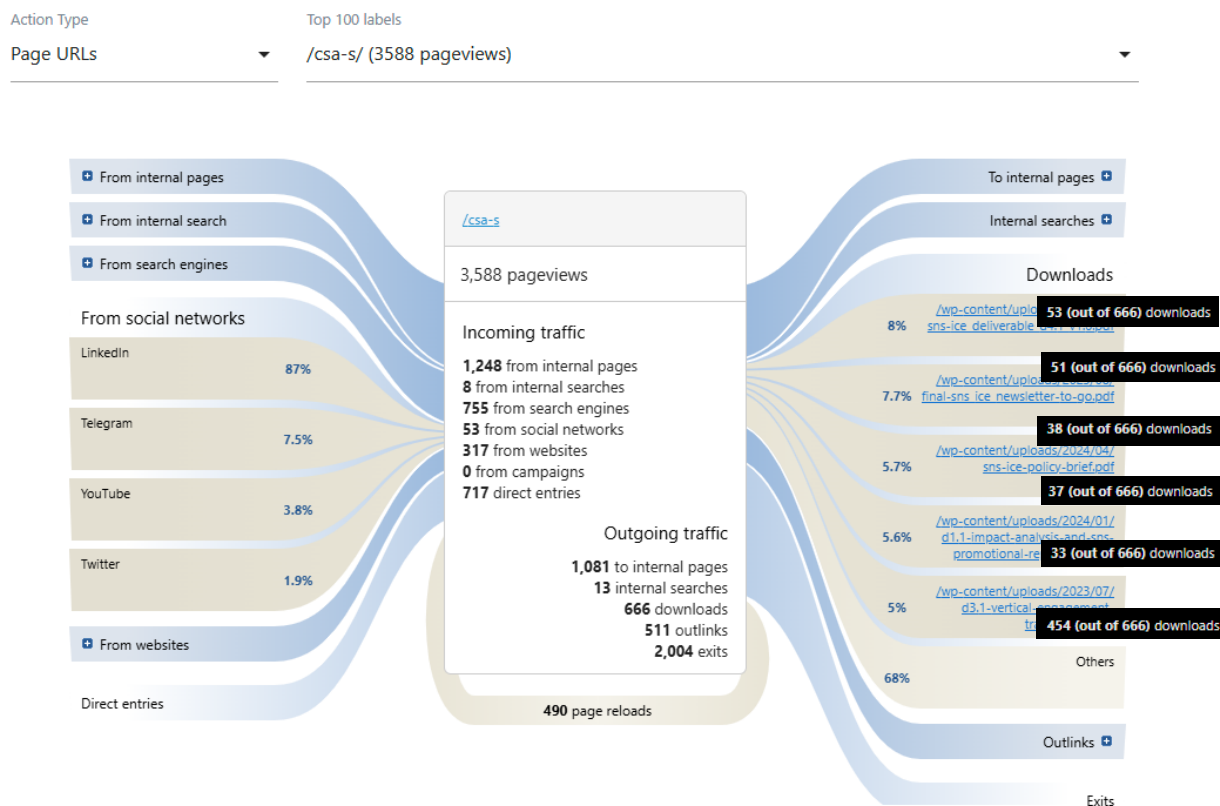 Action Type
Top 100 labels
Page URLs
/csa-s/ (3588 pageviews)
From internal pages
From internal search
From search engines
From social networks
LinkedIn
87%
Telegram
7.5%
YouTube
3.8%
Twitter
1.9%
From websites
Direct entries
/csa-s
3,588 pageviews
Incoming traffic
1,248 from internal pages
8 from internal searches
755 from search engines
53 from social networks
317 from websites
0 from campaigns
717 direct entries
Outgoing traffic
1,081 to internal pages
13 internal searches
666 downloads
511 outlinks
2,004 exits
490 page reloads
To internal pages
Internal searches
Downloads
8%
53 (out of 666) downloads
51 (out of 666) downloads
7.7%
final-sns_ice_newsletter-to-go.pdf
38 (out of 666) downloads
5.7%
/wp-content/uploads/2024/04/
sns-ice-policy-brief.pdf
37 (out of 666) downloads
5.6%
/wp-content/uploads/2024/01/
d1.1-impact-analysis-and-sns-
33 (out of 666) downloads
5%
/wp-content/uploads/2023/07/
454 (out of 666) downloads
Others
68%
Outlinks
Exits